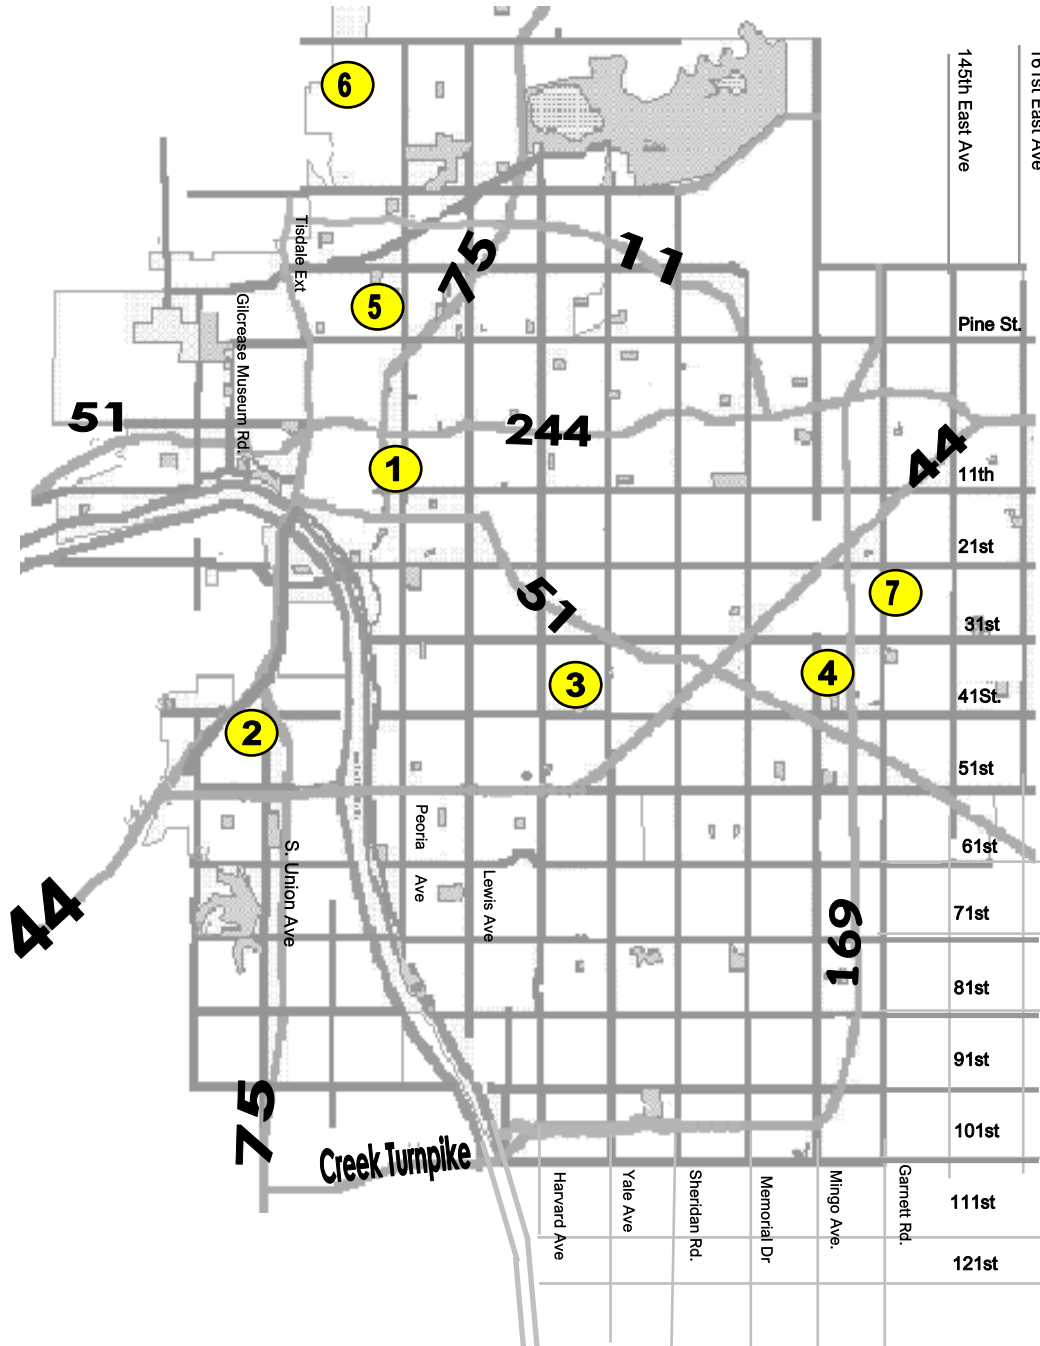 6
145th East Ave
161st East Ave
Tisdale Ext
75
11
5
Gilcrease Museum Rd.
Pine St.
51
244
44
1
11th
21st
51
7
31st
3
4
41St.
2
51st
Peoria Ave
61st
S. Union Ave
Lewis Ave
44
71st
169
81st
91st
75
101st
Creek Turnpike
Harvard Ave
Yale Ave
Sheridan Rd.
Memorial Dr
Mingo Ave.
Garnett Rd.
111st
121st